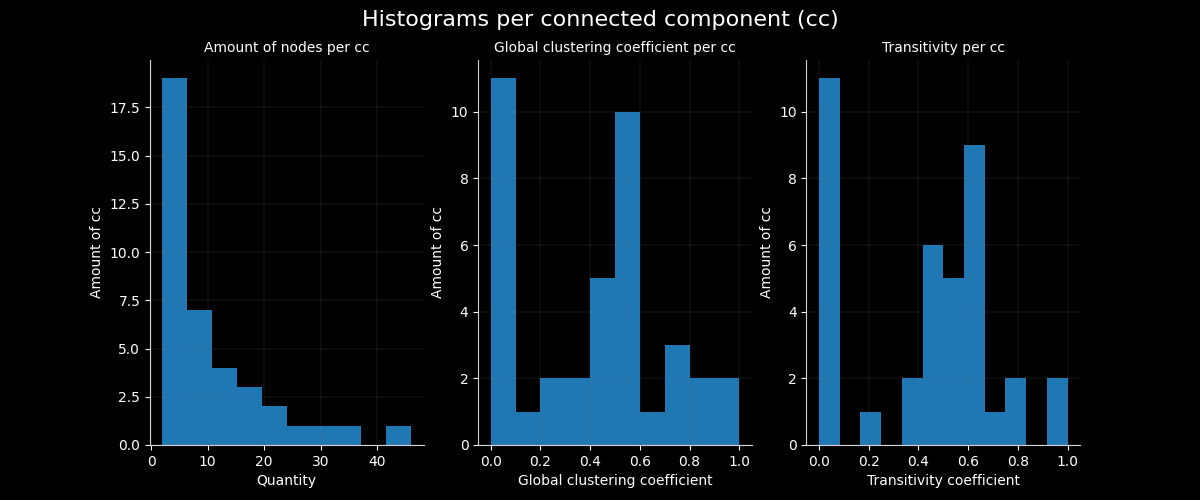 Histograms per connected component (cc)
Amount of nodes per cc
Amount of cc
17.5
15.0
12.5
10.0
7.5
5.0
2.5
0.0
0 10 20 30 40
Quantity
Global clustering coefficient per cc
Amount of cc
10
8
6
4
2
0
0.0 0.2 0.4 0.6 0.8 1.0
Global clustering coefficient
Transitivity per cc
Amount of cc
10
8
6
4
2
0
0.0 0.2 0.4 0.6 0.8 1.0
Transitivity coefficient